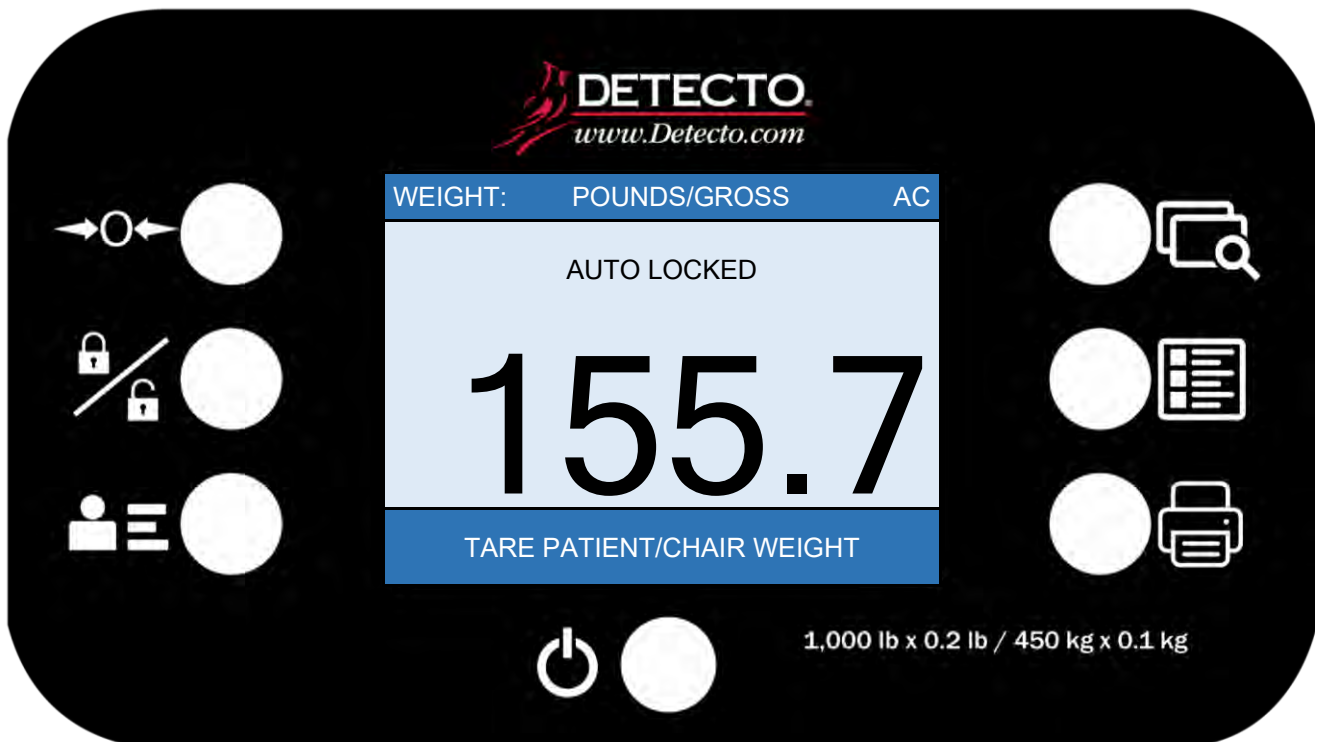 DETECTO®
www.Detecto.com
WEIGHT: POUNDS/GROSS AC
AUTO LOCKED
155.7
TARE PATIENT/CHAIR WEIGHT
1,000 lb x 0.2 lb / 450 kg x 0.1 kg